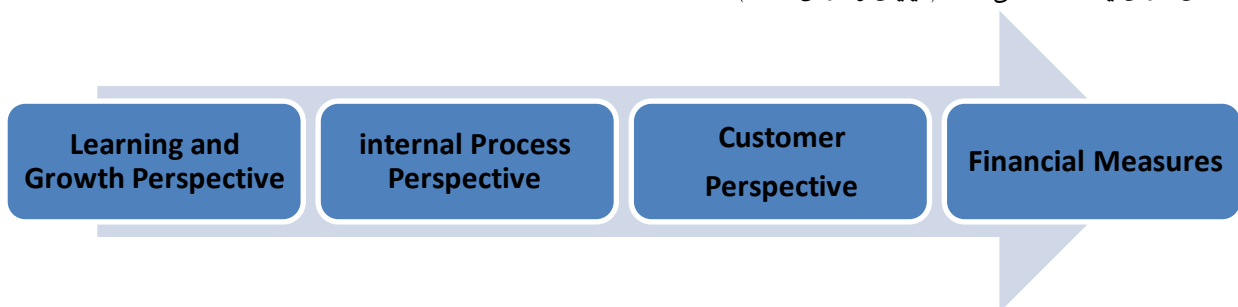 Learning and
Growth Perspective
internal Process
Perspective
Customer
Perspective
Financial Measures